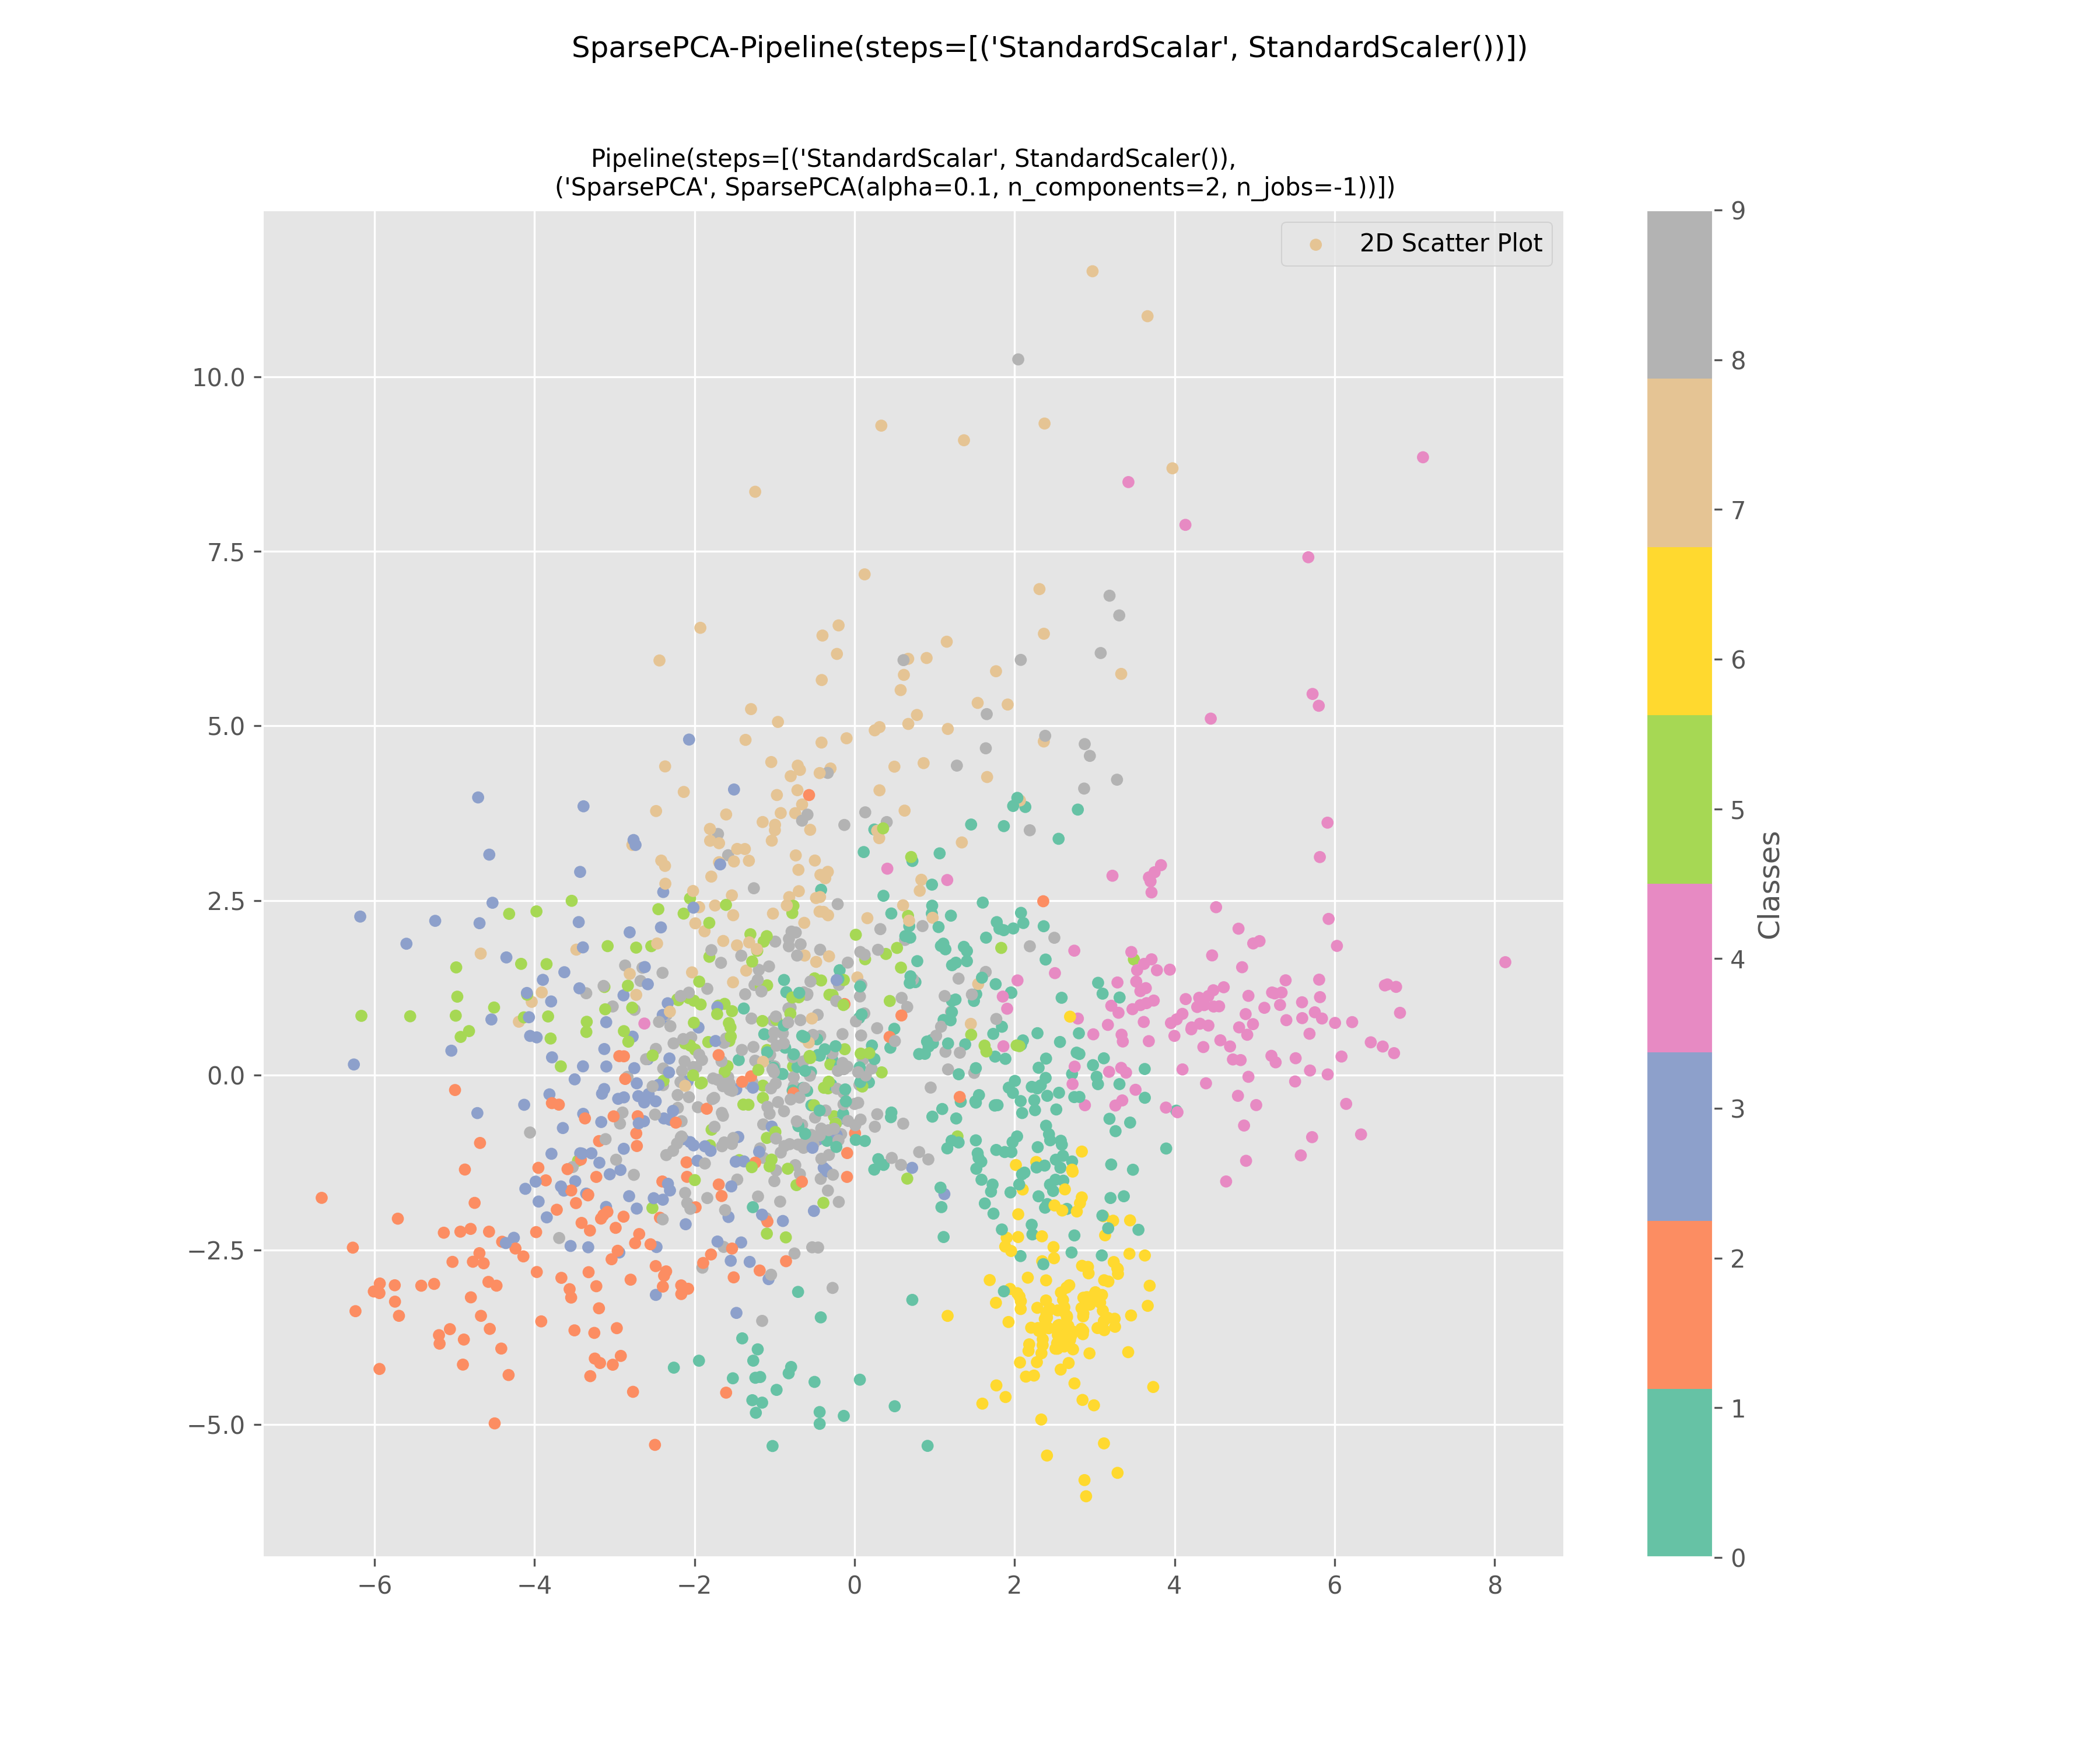 SparsePCA-Pipeline(steps=[('StandardScalar', StandardScaler())])
Pipeline(steps=[('StandardScalar', StandardScaler()),
('SparsePCA', SparsePCA(alpha=0.1, n_components=2, n_jobs=-1))])
2D Scatter Plot
10.0
7.5
5.0
2.5
0.0
−2.5
−5.0
−6 −4 −2 0 2 4 6 8
9
8
7
6
5
4
3
2
1
0
Classes